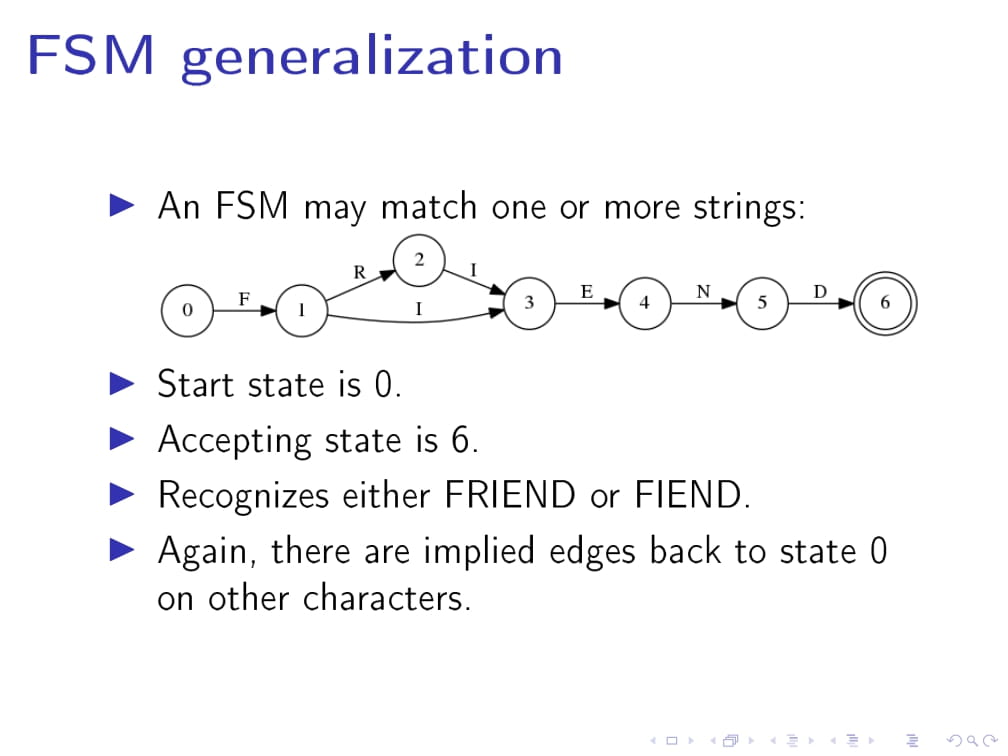 FSM generalization
An FSM may match one or more strings:
0 F 1 R 2 I I 3 E 4 N 5 D 6
Start state is 0.
Accepting state is 6.
Recognizes either FRIEND or FIEND.
Again, there are implied edges back to state 0
on other characters.